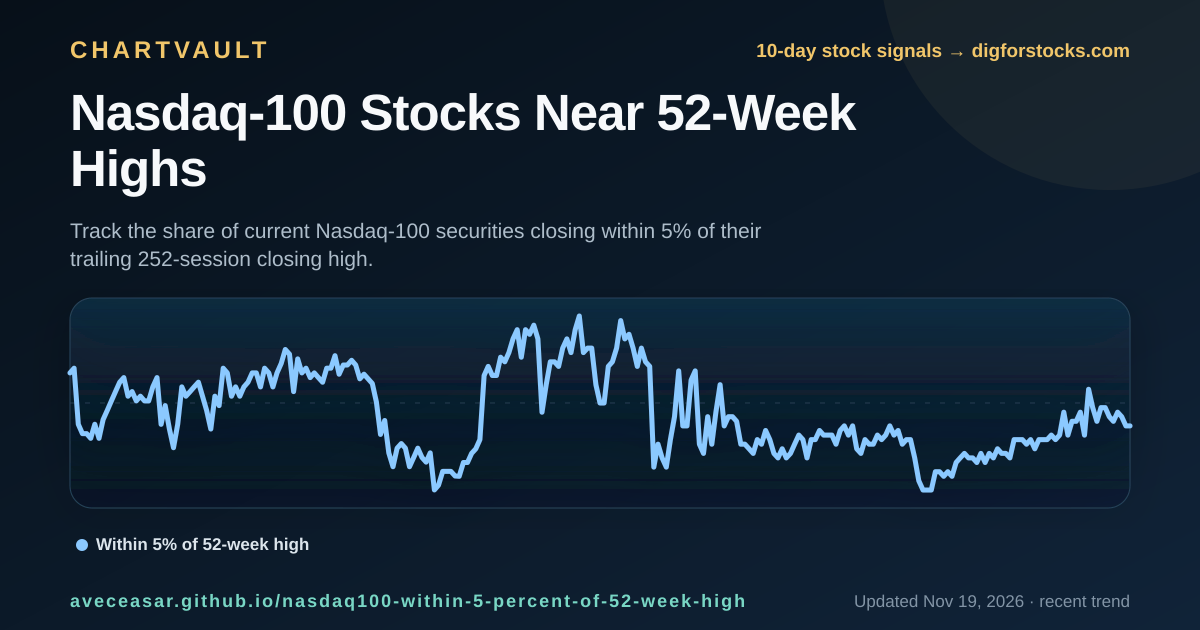 CHARTVAULT
10-day stock signals → digforstocks.com
Nasdaq-100 Stocks Near 52-Week
Highs
Track the share of current Nasdaq-100 securities closing within 5% of their
trailing 252-session closing high.
Within 5% of 52-week high
aveceasar.github.io/nasdaq100-within-5-percent-of-52-week-high
Updated Nov 19, 2026 · recent trend